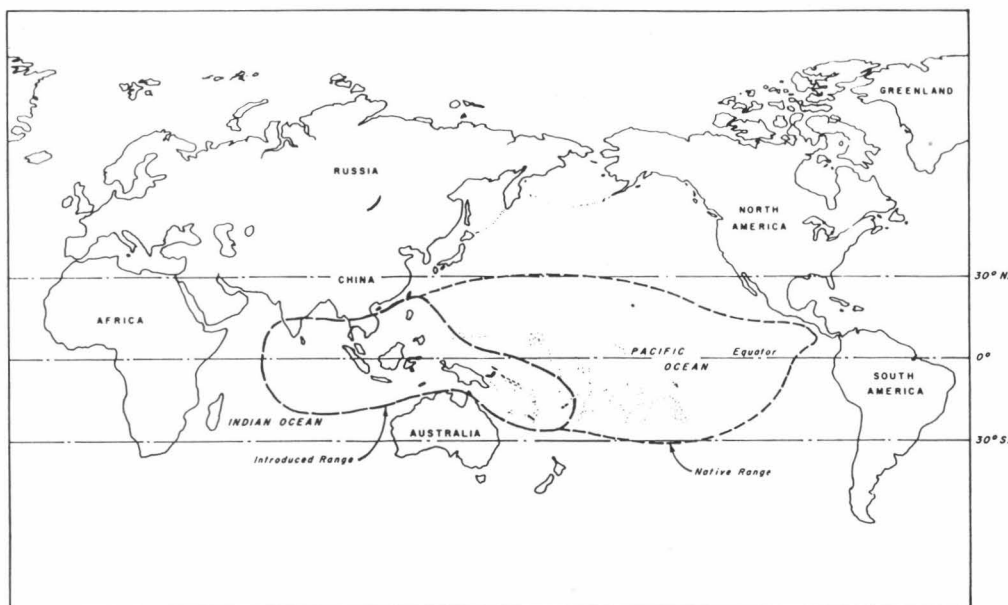 GREENLAND
RUSSIA
NORTH
AMERICA
CHINA
30° N.
AFRICA
PACIFIC
OCEAN
Equator
0°
SOUTH
AMERICA
INDIAN OCEAN
AUSTRALIA
30° S.
Introduced Range
Native Range